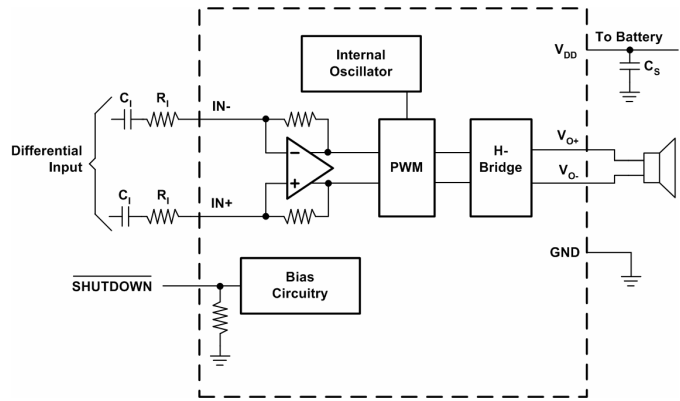 To Battery
V_DD
C_S
Internal
Oscillator
C_I
R_I
IN-
Differential
Input
−
+
PWM
H-
Bridge
V_O+
V_O-
C_I
R_I
IN+
GND
SHUTDOWN
Bias
Circuitry